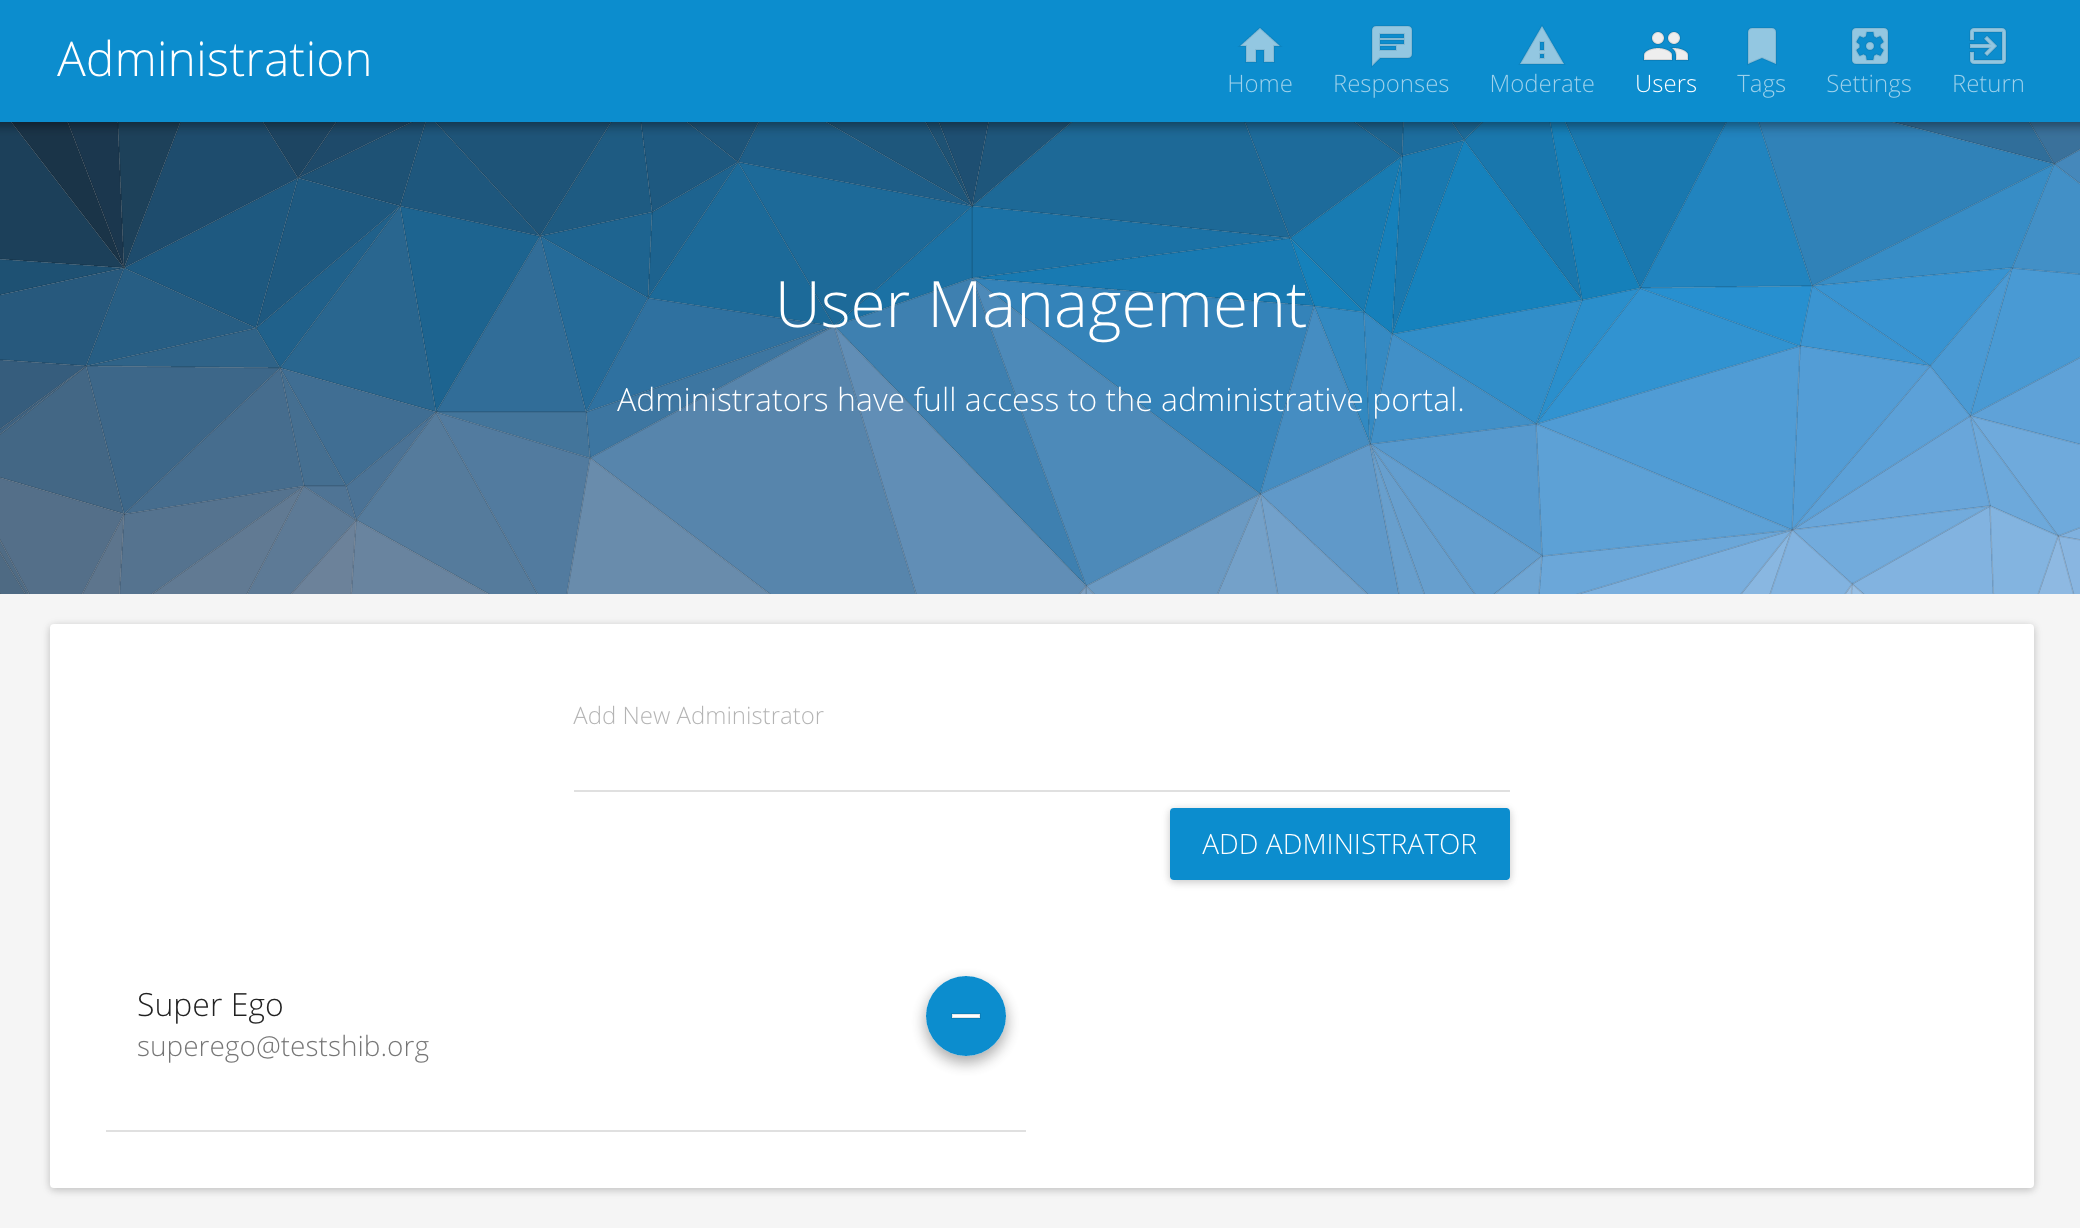 Administration
Home Responses Moderate Users Tags Settings Return
User Management
Administrators have full access to the administrative portal.
Add New Administrator
ADD ADMINISTRATOR
Super Ego
superego@testshib.org